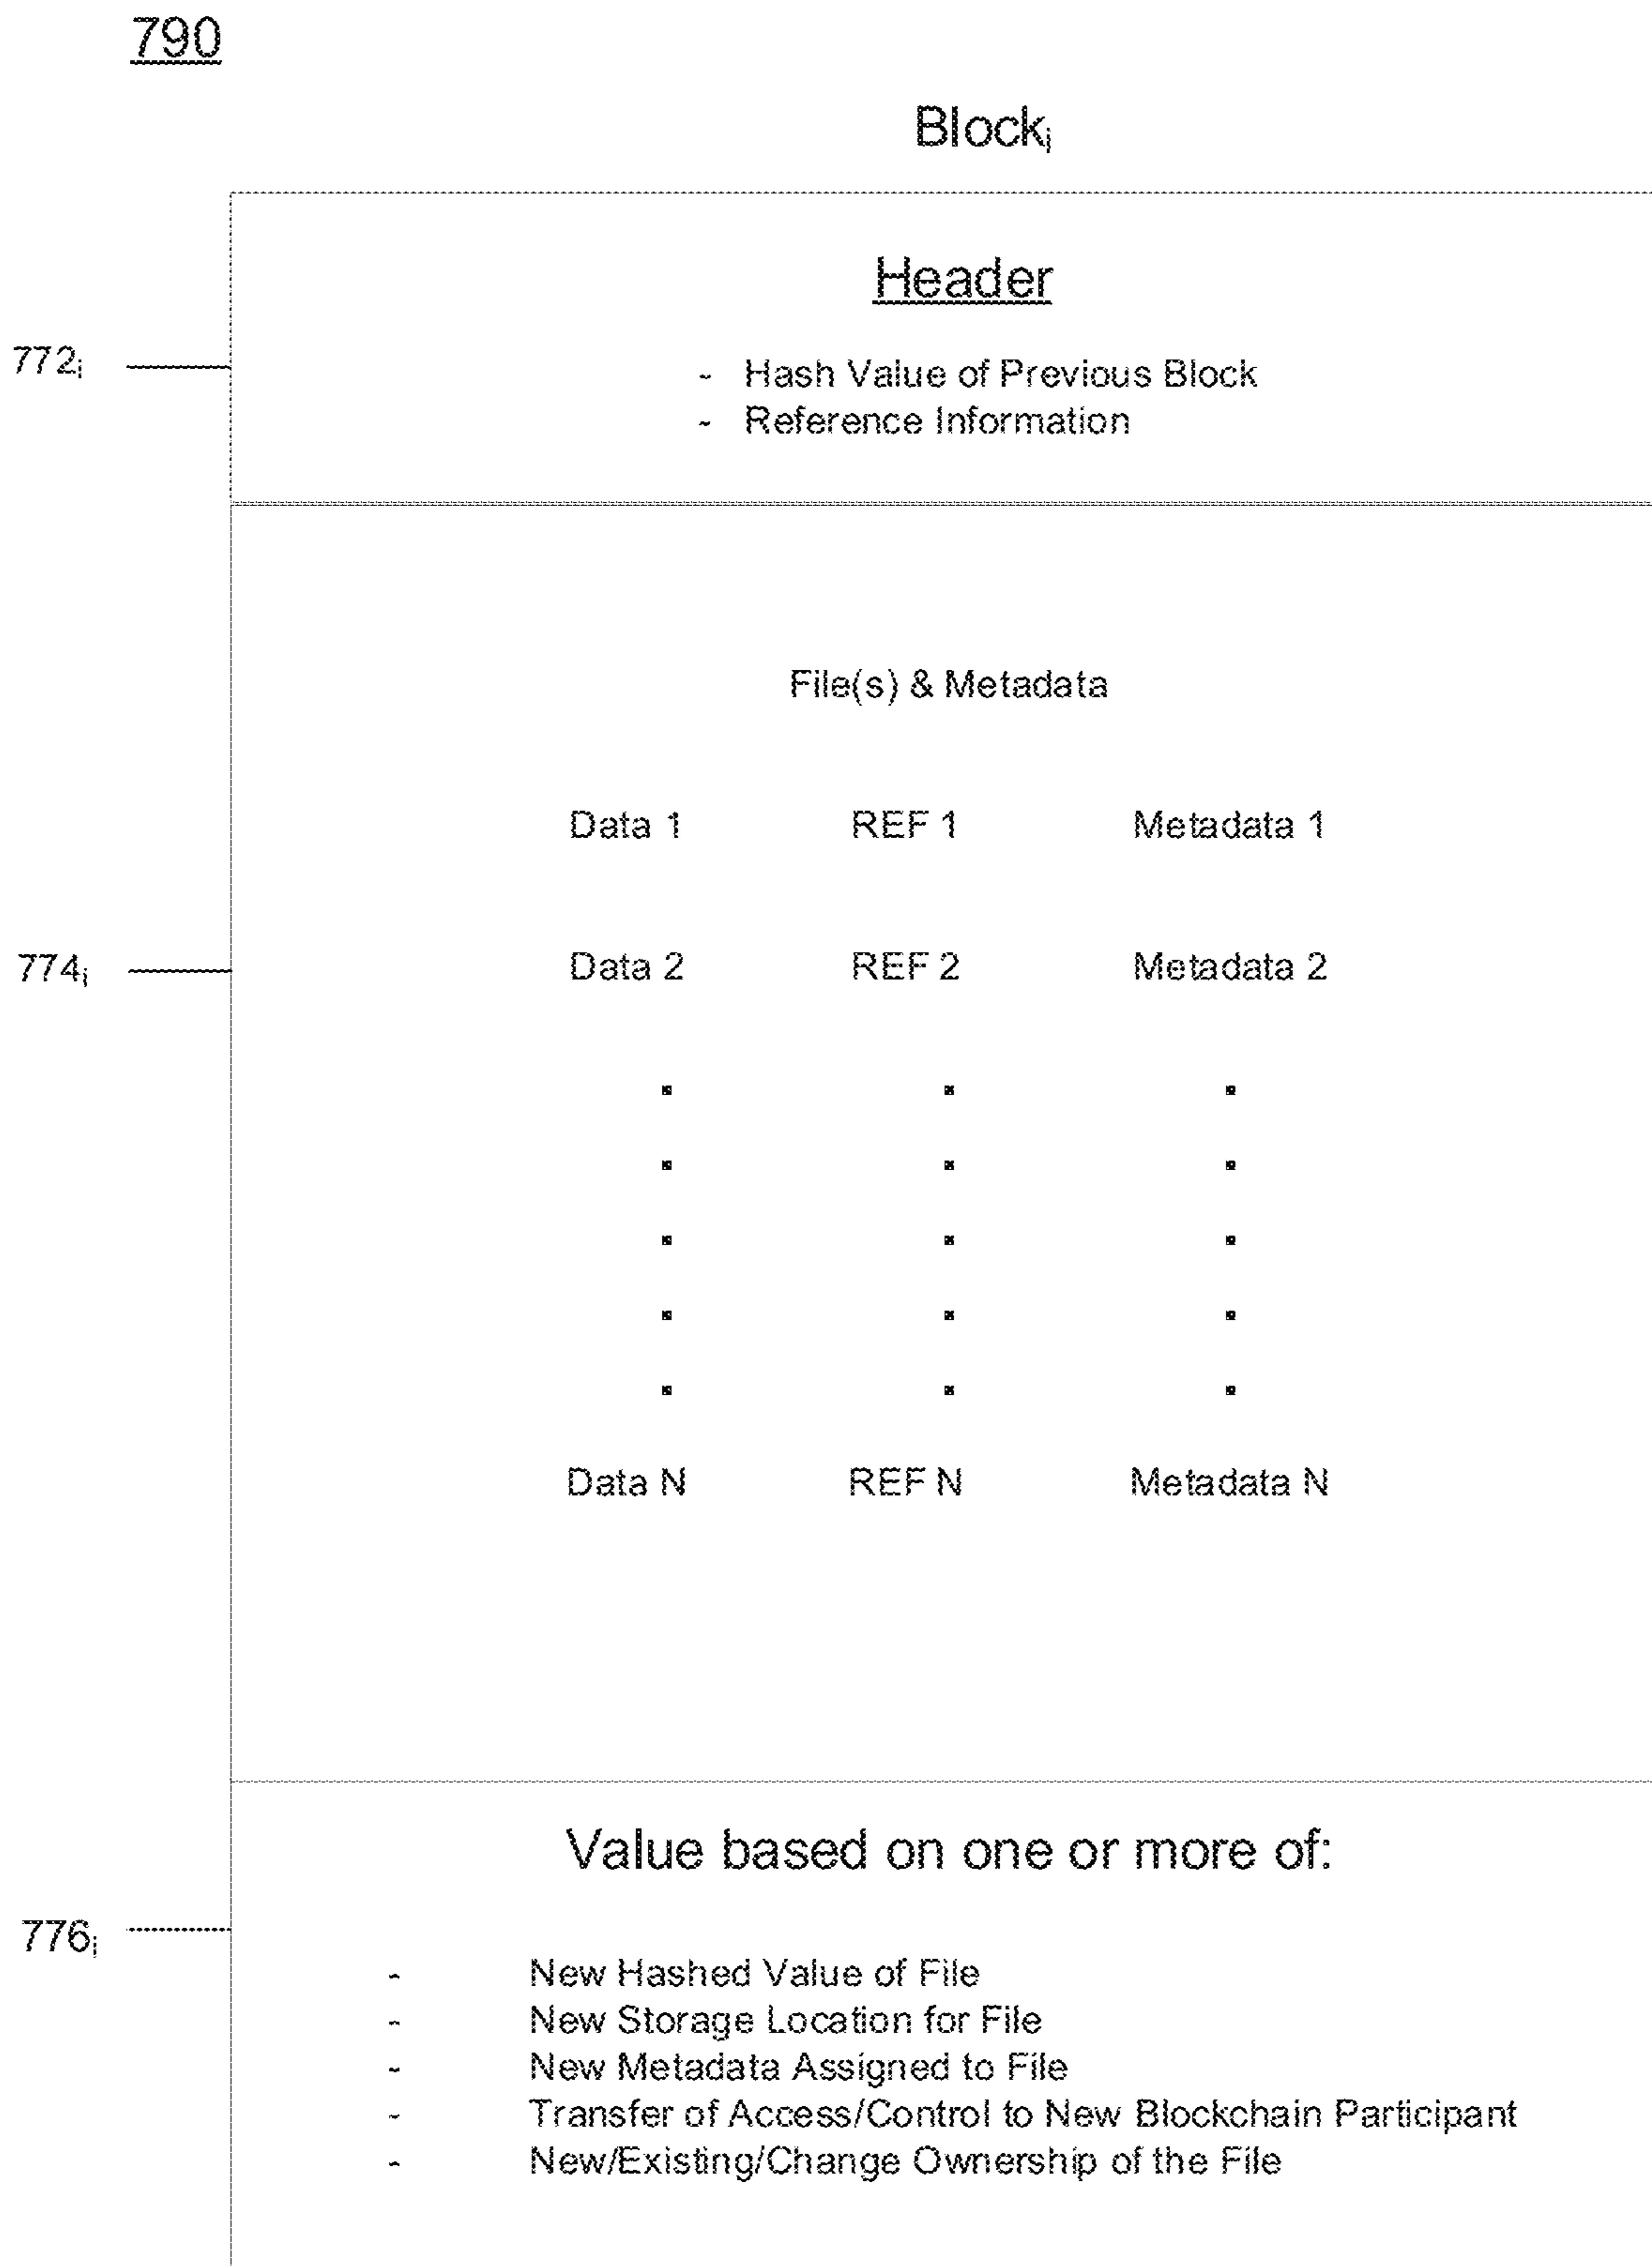 790
Blockᵢ
Header
772ᵢ
- Hash Value of Previous Block
- Reference Information
File(s) & Metadata
Data 1 REF 1 Metadata 1
774ᵢ Data 2 REF 2 Metadata 2
Data N REF N Metadata N
Value based on one or more of:
776ᵢ
- New Hashed Value of File
- New Storage Location for File
- New Metadata Assigned to File
- Transfer of Access/Control to New Blockchain Participant
- New/Existing/Change Ownership of the File